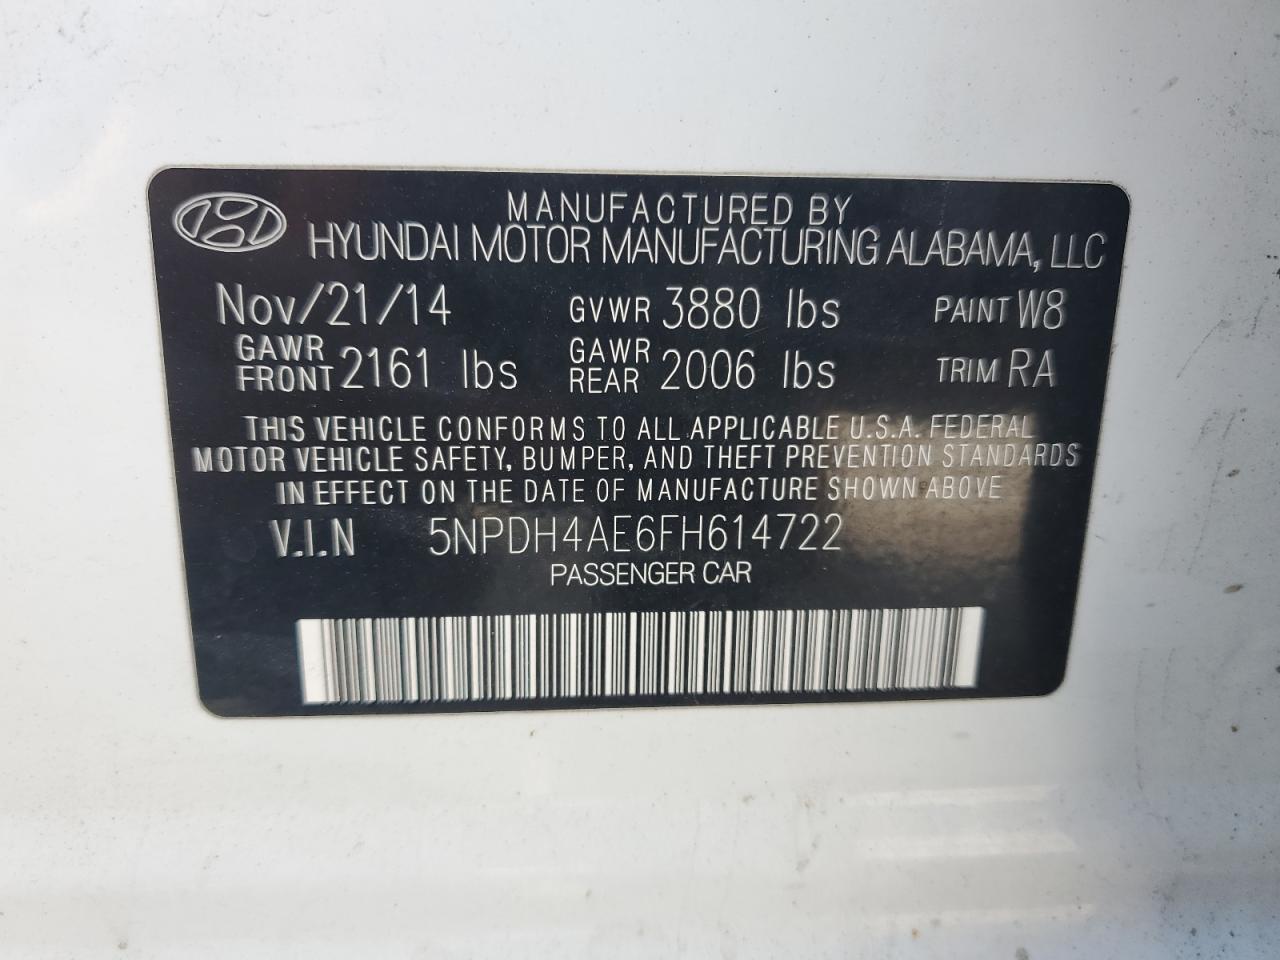 MANUFACTURED BY
HYUNDAI MOTOR MANUFACTURING ALABAMA, LLC
Nov/21/14 GVWR 3880 lbs PAINT W8
GAWR FRONT 2161 lbs GAWR REAR 2006 lbs TRIM RA
THIS VEHICLE CONFORMS TO ALL APPLICABLE U.S.A. FEDERAL
MOTOR VEHICLE SAFETY, BUMPER, AND THEFT PREVENTION STANDARDS
IN EFFECT ON THE DATE OF MANUFACTURE SHOWN ABOVE
V.I.N 5NPDH4AE6FH614722
PASSENGER CAR